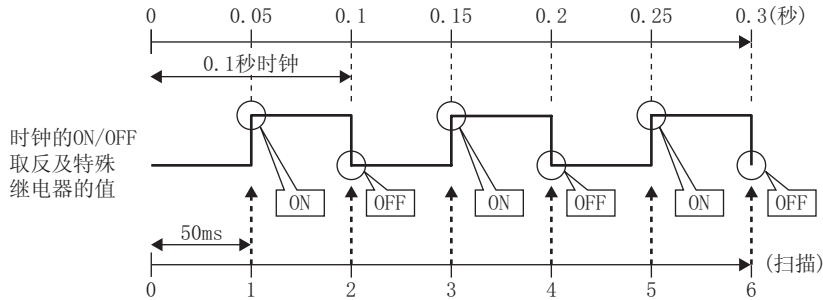 0 0.05 0.1 0.15 0.2 0.25 0.3(秒)
0.1秒时钟
时钟的ON/OFF
取反及特殊
继电器的值
ON OFF ON OFF ON OFF
50ms
(扫描)
0 1 2 3 4 5 6